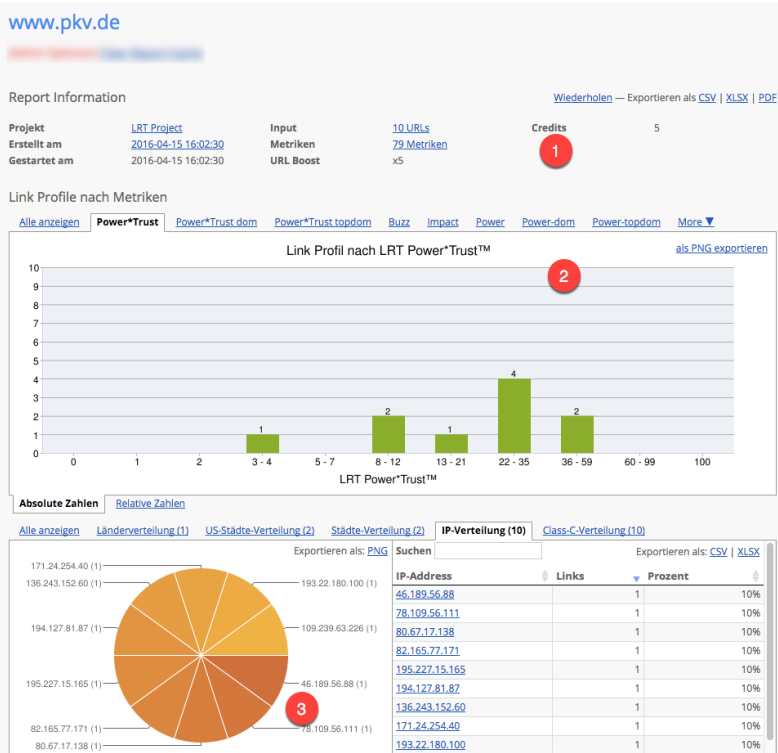 www.pkv.de
Report Information
Wiederholen — Exportieren als CSV | XLSX | PDF
Projekt LRT Project Input 10 URLs Credits 5
Erstellt am 2016-04-15 16:02:30 Metriken 79 Metriken
Gestartet am 2016-04-15 16:02:30 URL Boost x5
1
Link Profile nach Metriken
Alle anzeigen Power*Trust Power*Trust dom Power*Trust topdom Buzz Impact Power Power-dom Power-topdom More ▼
Link Profil nach LRT Power*Trust™
als PNG exportieren
2
10
9
8
7
6
5
4
3
2
1
0
1 2 1 4 2
0 1 2 3 - 4 5 - 7 8 - 12 13 - 21 22 - 35 36 - 59 60 - 99 100
LRT Power*Trust™
Absolute Zahlen Relative Zahlen
Alle anzeigen Länderverteilung (1) US-Städte-Verteilung (2) Städte-Verteilung (2) IP-Verteilung (10) Class-C-Verteilung (10)
Exportieren als: PNG
171.24.254.40 (1)
136.243.152.60 (1)
193.22.180.100 (1)
194.127.81.87 (1)
109.239.63.226 (1)
195.227.15.165 (1)
46.189.56.88 (1)
3
82.165.77.171 (1)
78.109.56.111 (1)
80.67.17.138 (1)
Suchen Exportieren als: CSV | XLSX
IP-Address Links Prozent
46.189.56.88 1 10%
78.109.56.111 1 10%
80.67.17.138 1 10%
82.165.77.171 1 10%
195.227.15.165 1 10%
194.127.81.87 1 10%
136.243.152.60 1 10%
171.24.254.40 1 10%
193.22.180.100 1 10%